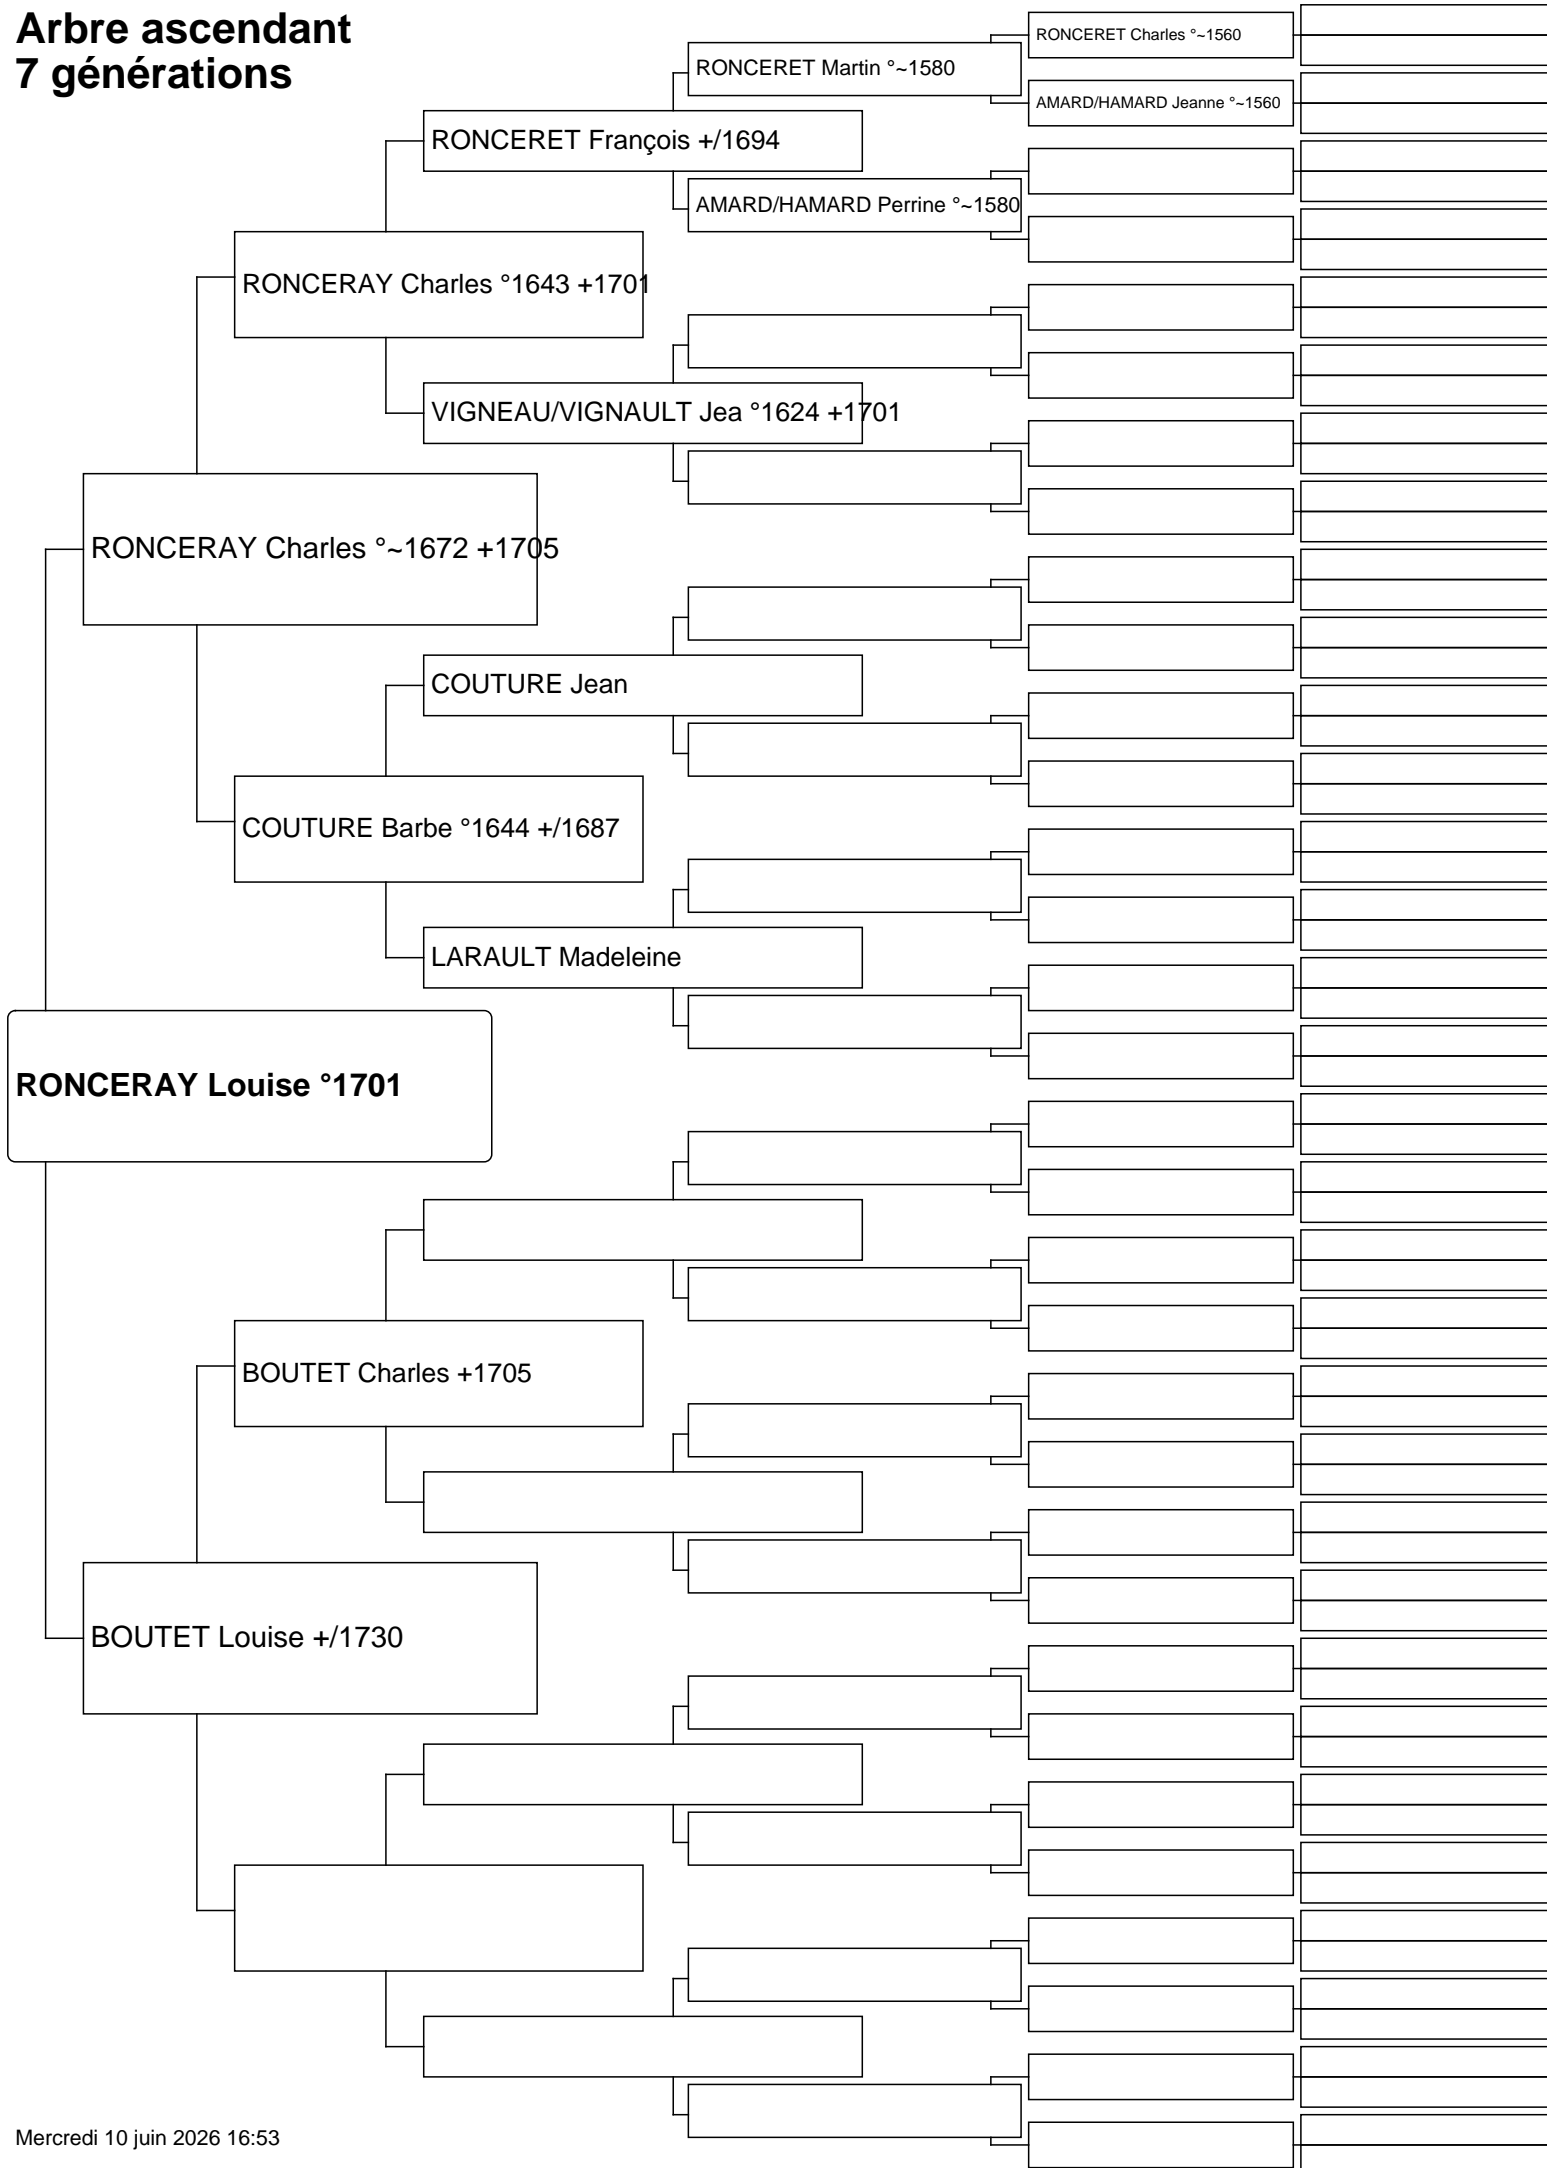 Arbre ascendant
7 générations
RONCERET Charles °~1560
RONCERET Martin °~1580
AMARD/HAMARD Jeanne °~1560
RONCERET François +/1694
AMARD/HAMARD Perrine °~1580
RONCERAY Charles °1643 +1701
VIGNEAU/VIGNAULT Jea °1624 +1701
RONCERAY Charles °~1672 +1705
COUTURE Jean
COUTURE Barbe °1644 +/1687
LARAULT Madeleine
RONCERAY Louise °1701
BOUTET Charles +1705
BOUTET Louise +/1730
Mercredi 10 juin 2026 16:53